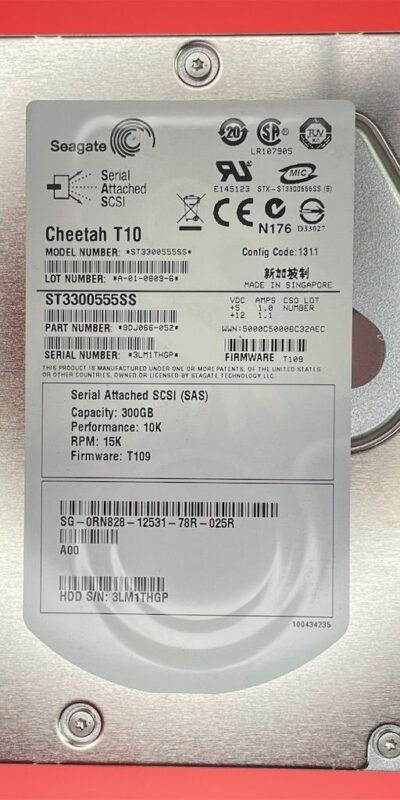 Seagate
20
SA
LR107905
Serial
Attached
SCSI
E145123 STX-ST3300555SS (B)
MIC
CE
N176 D33027
Cheetah T10
MODEL NUMBER: *ST3300555SS*
Config Code: 1311
LOT NUMBER: *A-01-0809-6*
新加坡制
MADE IN SINGAPORE
ST3300555SS
VDC AMPS CSO LOT
+5 1.0 NUMBER
+12 1.1
PART NUMBER: *9DJ066-052*
WWN:5000C50006C32AEC
SERIAL NUMBER: *3LM1THGP*
FIRMWARE T109
THIS PRODUCT IS MANUFACTURED UNDER ONE OR MORE PATENTS, OF THE UNITED STATES
OR OTHER COUNTRIES, OWNED OR LICENSED BY SEAGATE TECHNOLOGY LLC.
Serial Attached SCSI (SAS)
Capacity: 300GB
Performance: 10K
RPM: 15K
Firmware: T109
SG-0RN828-12531-78R-025R
A00
HDD S/N: 3LM1THGP
100434235